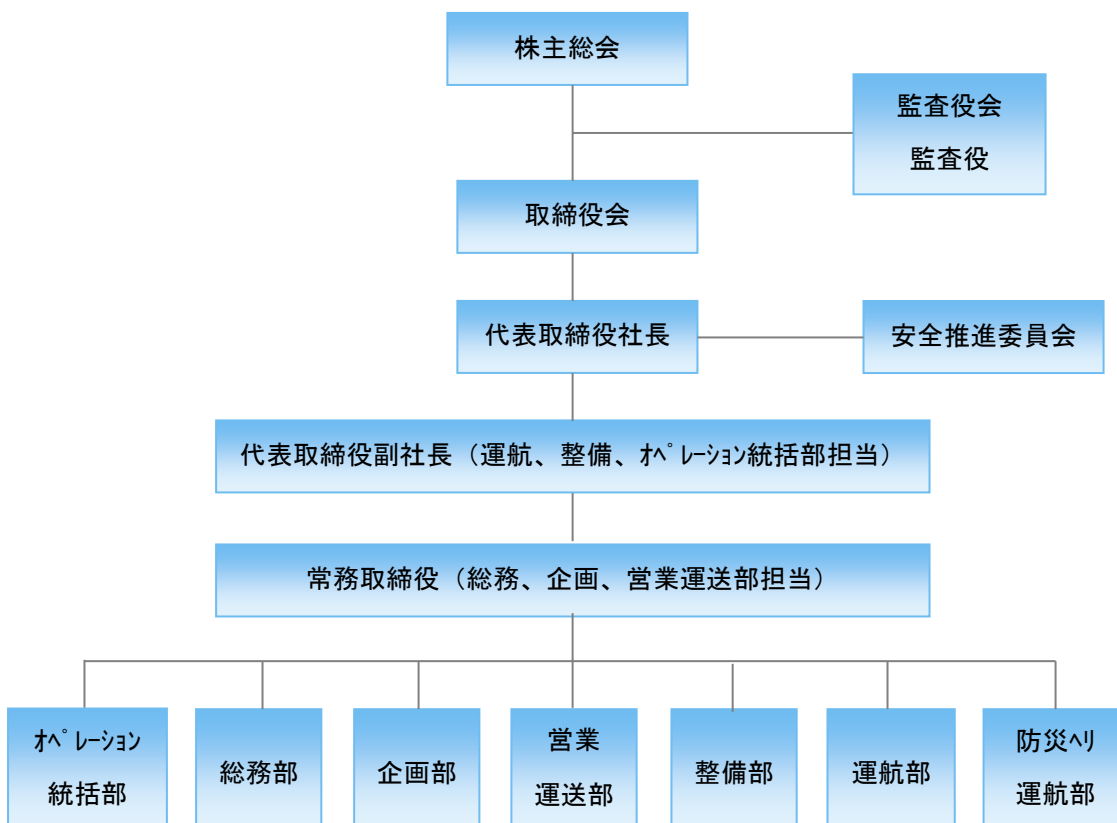 株主総会
監査役会
監査役
取締役会
代表取締役社長
安全推進委員会
代表取締役副社長（運航、整備、ｵﾍﾟﾚｰｼｮﾝ統括部担当）
常務取締役（総務、企画、営業運送部担当）
ｵﾍﾟﾚｰｼｮﾝ
統括部
総務部
企画部
営業
運送部
整備部
運航部
防災ﾍﾘ
運航部